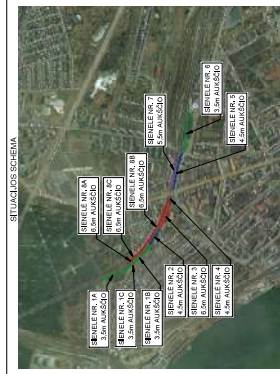 SITUACIJOS SCHEMA
SIENELĖ NR. 1A
3,5m AUKŠČIO
SIENELĖ NR. 1C
3,5m AUKŠČIO
SIENELĖ NR. 1B
3,5m AUKŠČIO
SIENELĖ NR. 2
4,5m AUKŠČIO
SIENELĖ NR. 3
6,5m AUKŠČIO
SIENELĖ NR. 4
4,5m AUKŠČIO
SIENELĖ NR. 8A
6,5m AUKŠČIO
SIENELĖ NR. 8C
6,5m AUKŠČIO
SIENELĖ NR. 8B
6,5m AUKŠČIO
SIENELĖ NR. 7
5,5m AUKŠČIO
SIENELĖ NR. 6
3,5m AUKŠČIO
SIENELĖ NR. 5
4,5m AUKŠČIO